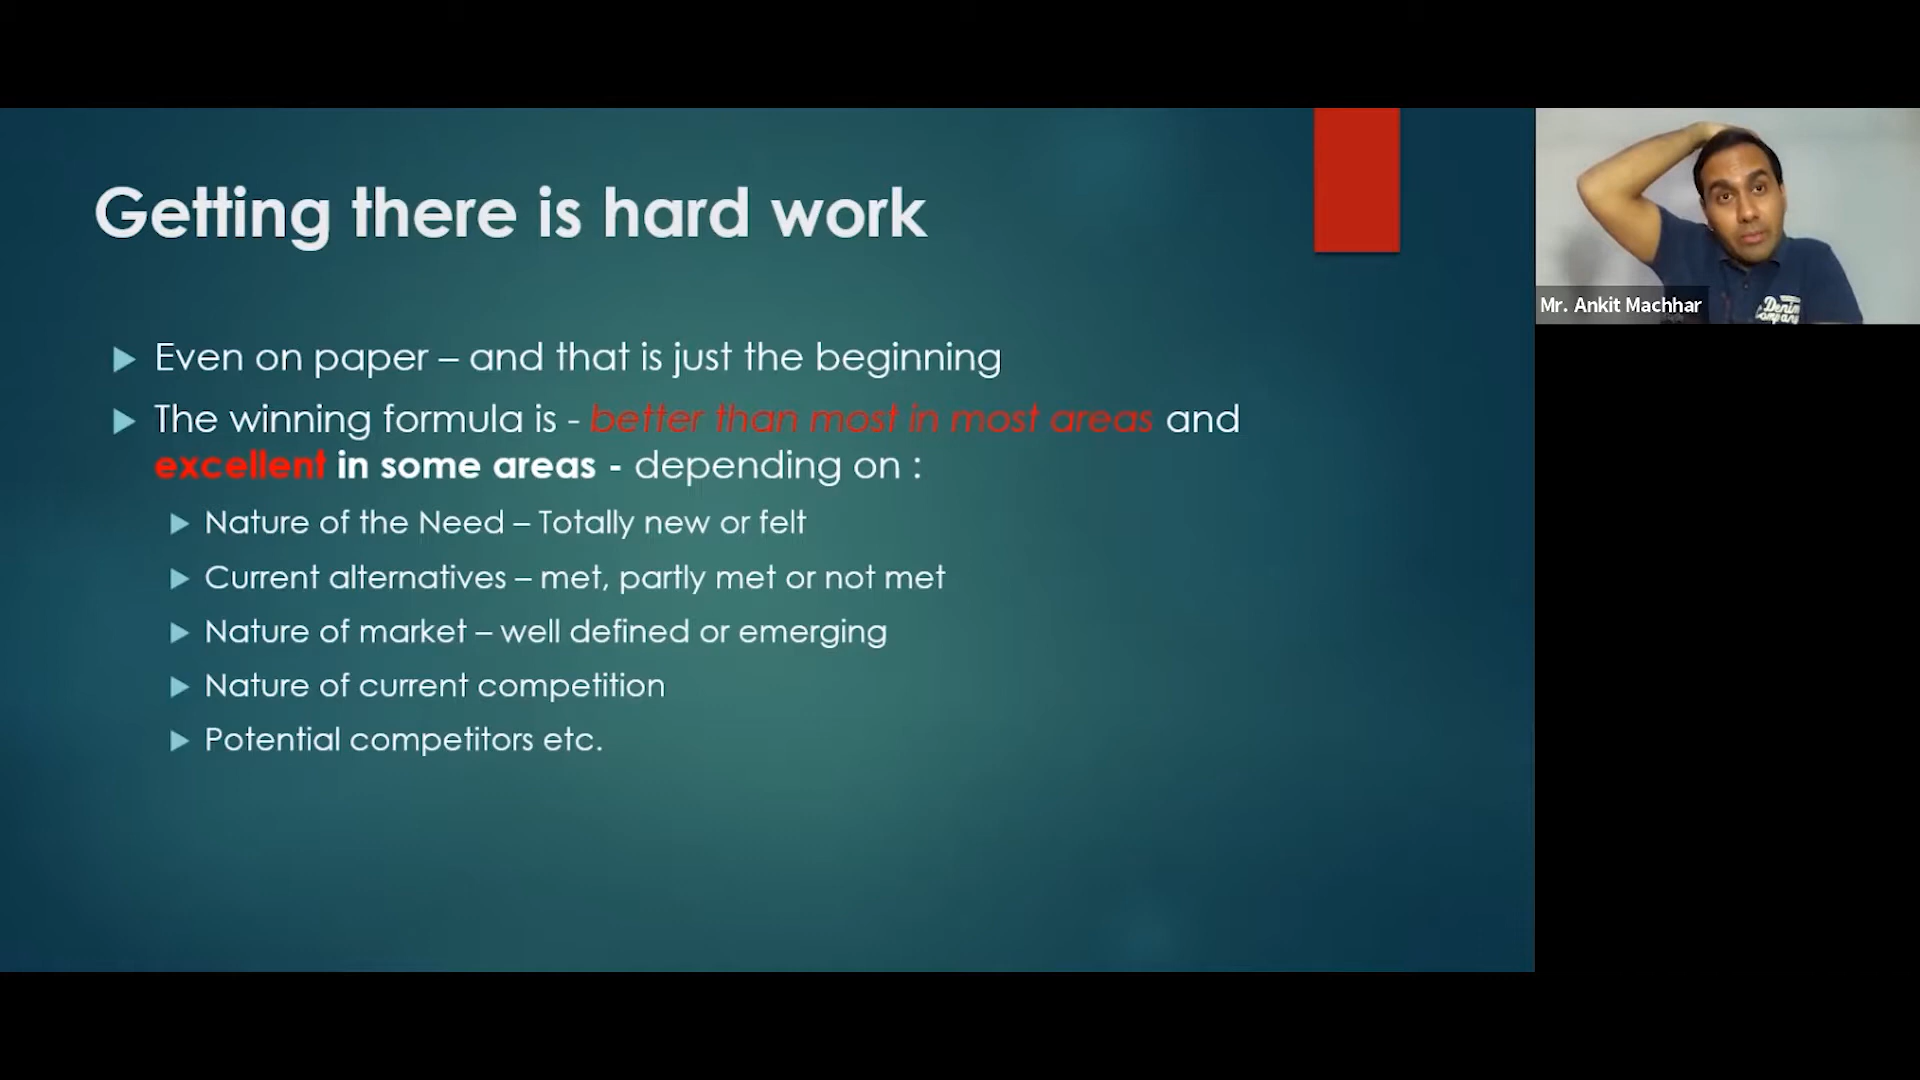 Getting there is hard work
Even on paper – and that is just the beginning
The winning formula is - better than most in most areas and
excellent in some areas - depending on :
Nature of the Need – Totally new or felt
Current alternatives – met, partly met or not met
Nature of market – well defined or emerging
Nature of current competition
Potential competitors etc.
Mr. Ankit Machhar
Denim
Company